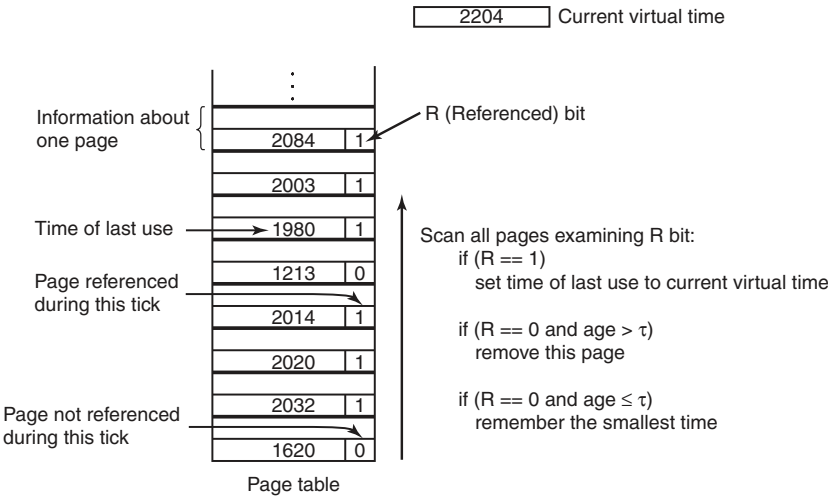 2204 Current virtual time
Information about
one page
R (Referenced) bit
2084 1
2003 1
Time of last use
1980 1
1213 0
Page referenced
during this tick
2014 1
2020 1
2032 1
Page not referenced
during this tick
1620 0
Page table
Scan all pages examining R bit:
if (R == 1)
set time of last use to current virtual time
if (R == 0 and age > τ)
remove this page
if (R == 0 and age ≤ τ)
remember the smallest time